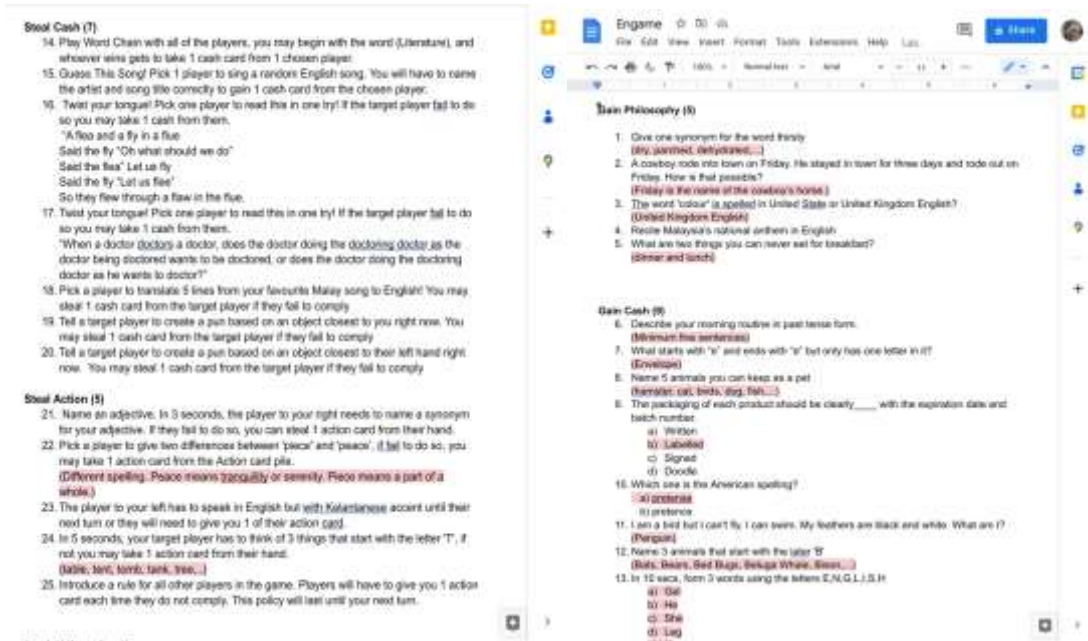 Steal Cash (7)
14. Play Word Chain with all of the players, you may begin with the word (Literature), and
whoever wins gets to take 1 cash card from 1 chosen player.
15. Guess This Song! Pick 1 player to sing a random English song. You will have to name
the artist and song title correctly to gain 1 cash card from the chosen player.
16. Twist your tongue! Pick one player to read this in one try! If the target player fail to do
so you may take 1 cash card from them.
"A flea and a fly in a flue
Said the fly "Oh what should we do"
Said the flea" Let us fly
Said the fly "Let us flee"
So they flew through a flaw in the flue.
17. Twist your tongue! Pick one player to read this in one try! If the target player fail to do
so you may take 1 cash card from them.
"When a doctor doctors a doctor, does the doctor doing the doctoring doctor as the
doctor being doctored wants to be doctored, or does the doctor doing the doctoring
doctor as he wants to doctor?"
18. Pick a player to translate 5 lines from your favourite Malay song to English! You may
steal 1 cash card from the target player if they fail to comply
19. Tell a target player to create a pun based on an object closest to you right now. You
may steal 1 cash card from the target player if they fail to comply
20. Tell a target player to create a pun based on an object closest to their left hand right
now. You may steal 1 cash card from the target player if they fail to comply
Steal Action (5)
21. Name an adjective. In 3 seconds, the player to your right needs to name a synonym
for your adjective. If they fail to do so, you can steal 1 action card from their hand.
22. Pick a player to give two differences between 'piece' and 'peace', if fail to do so, you
may take 1 action card from the Action card pile.
(Different spelling. Peace means tranquility or serenity. Piece means a part of a
whole.)
23. The player to your left has to speak in English but with Kelantanese accent until their
next turn or they will need to give you 1 of their action card.
24. In 5 seconds, your target player has to think of 3 things that start with the letter 'T', if
not you may take 1 action card from their hand.
(table, tent, tomb, tank, tree,..)
25. Introduce a rule for all other players in the game. Players will have to give you 1 action
card each time they do not comply. This policy will last until your next turn.
Engame
File Edit View Insert Format Tools Extensions Help
Share
100% Normal text Arial 11
Gain Philosophy (5)
1. Give one synonym for the word thirsty
(dry, parched, dehydrated,...)
2. A cowboy rode into town on Friday. He stayed in town for three days and rode out on
Friday. How is that possible?
(Friday is the name of the cowboy's horse.)
3. The word 'colour' is spelled in United State or United Kingdom English?
(United Kingdom English)
4. Recite Malaysia's national anthem in English
5. What are two things you can never eat for breakfast?
(dinner and lunch)
Gain Cash (8)
6. Describe your morning routine in past tense form.
(Minimum five sentences)
7. What starts with "e" and ends with "e" but only has one letter in it?
(Envelope)
8. Name 5 animals you can keep as a pet
(hamster, cat, birds, dog, fish,...)
9. The packaging of each product should be clearly____ with the expiration date and
batch number.
a) Written
b) Labelled
c) Signed
d) Doodle
10. Which one is the American spelling?
a) pretense
b) pretence
11. I am a bird but I can't fly, I can swim. My feathers are black and white. What am I?
(Penguin)
12. Name 3 animals that start with the later 'B'
(Bats, Bears, Bed Bugs, Beluga Whale, Bison,...)
13. In 10 secs, form 3 words using the letters E,N,G,L,I,S,H
a) Gel
b) He
c) She
d) Leg